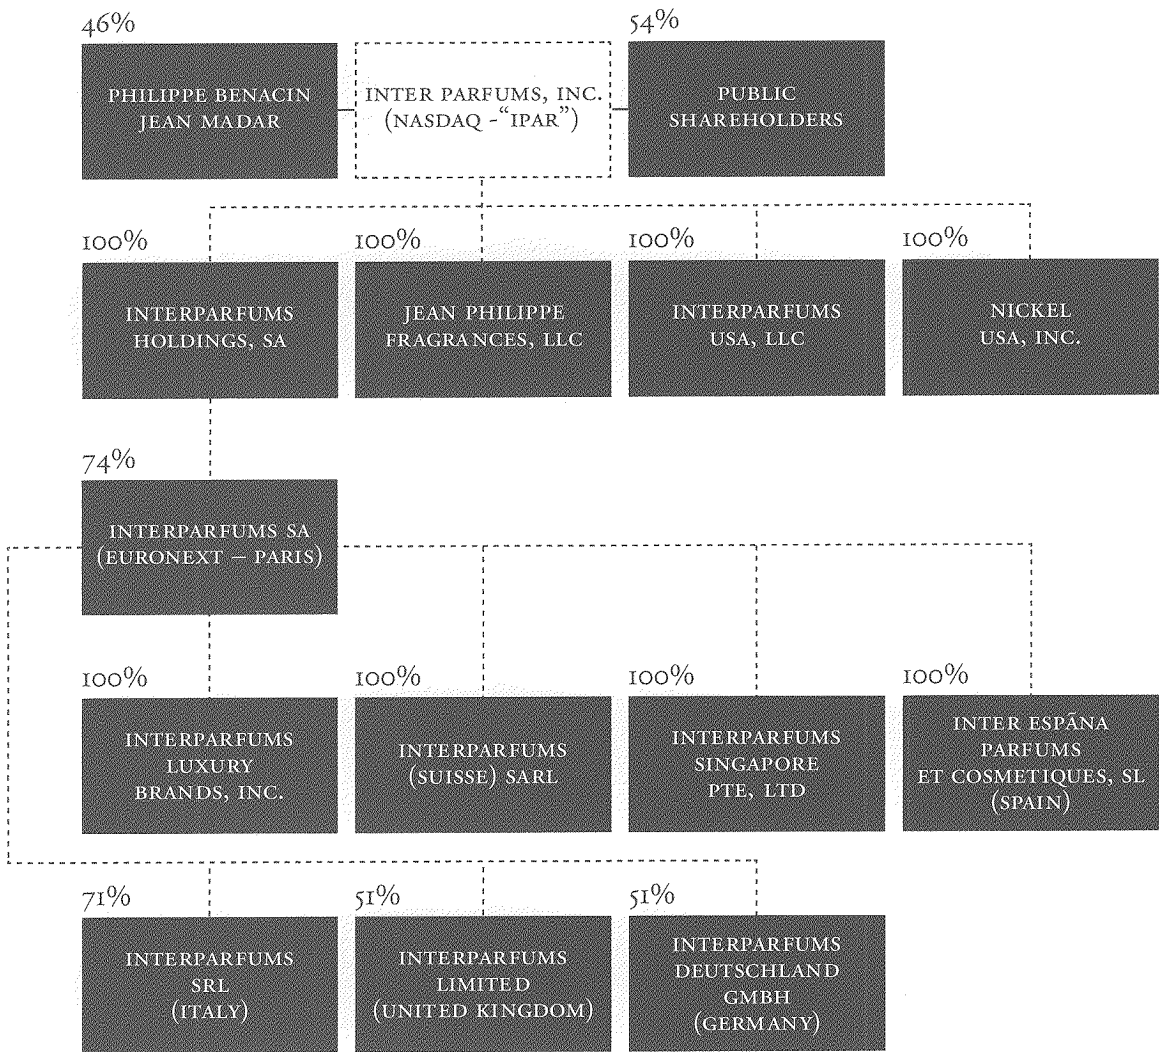 46%
PHILIPPE BENACIN
JEAN MADAR
INTER PARFUMS, INC.
(NASDAQ -“IPAR”)
54%
PUBLIC
SHAREHOLDERS
100%
INTERPARFUMS
HOLDINGS, SA
100%
JEAN PHILIPPE
FRAGRANCES, LLC
100%
INTERPARFUMS
USA, LLC
100%
NICKEL
USA, INC.
74%
INTERPARFUMS SA
(EURONEXT – PARIS)
100%
INTERPARFUMS
LUXURY
BRANDS, INC.
100%
INTERPARFUMS
(SUISSE) SARL
100%
INTERPARFUMS
SINGAPORE
PTE, LTD
100%
INTER ESPÃNA
PARFUMS
ET COSMETIQUES, SL
(SPAIN)
71%
INTERPARFUMS
SRL
(ITALY)
51%
INTERPARFUMS
LIMITED
(UNITED KINGDOM)
51%
INTERPARFUMS
DEUTSCHLAND
GMBH
(GERMANY)